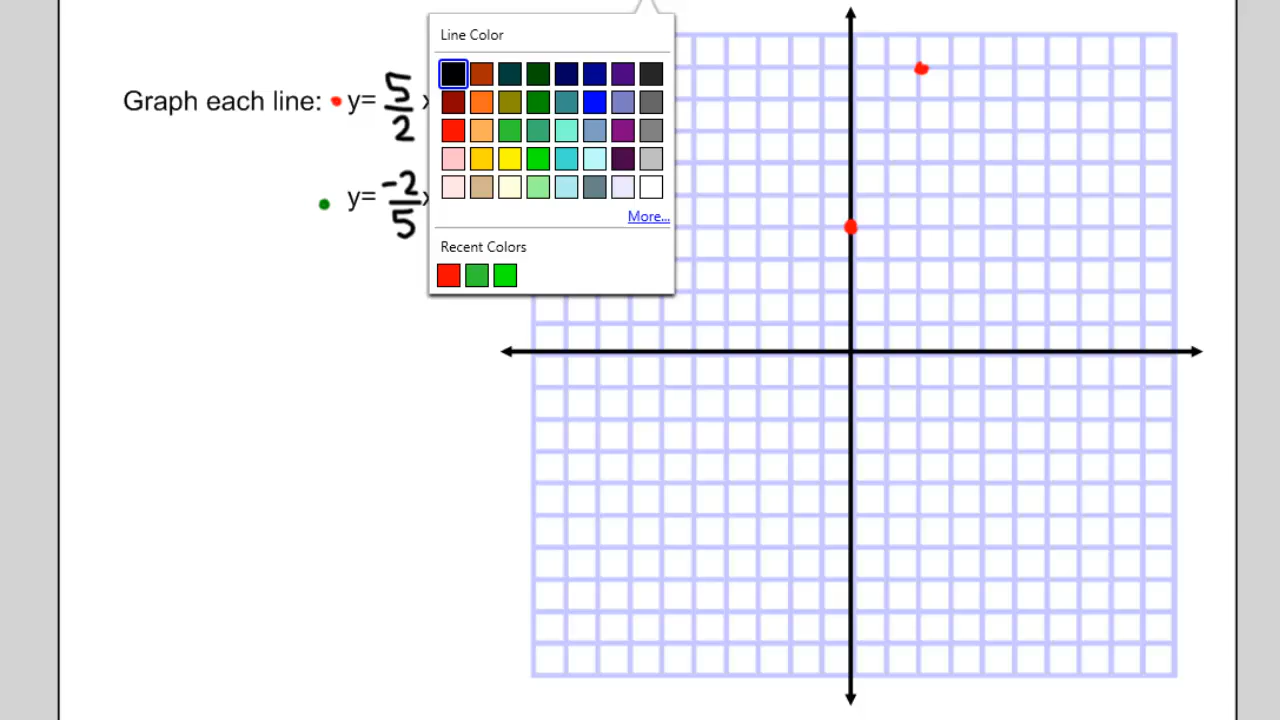 Line Color
Graph each line: y= 5/2
More...
y= -2/5 x
Recent Colors